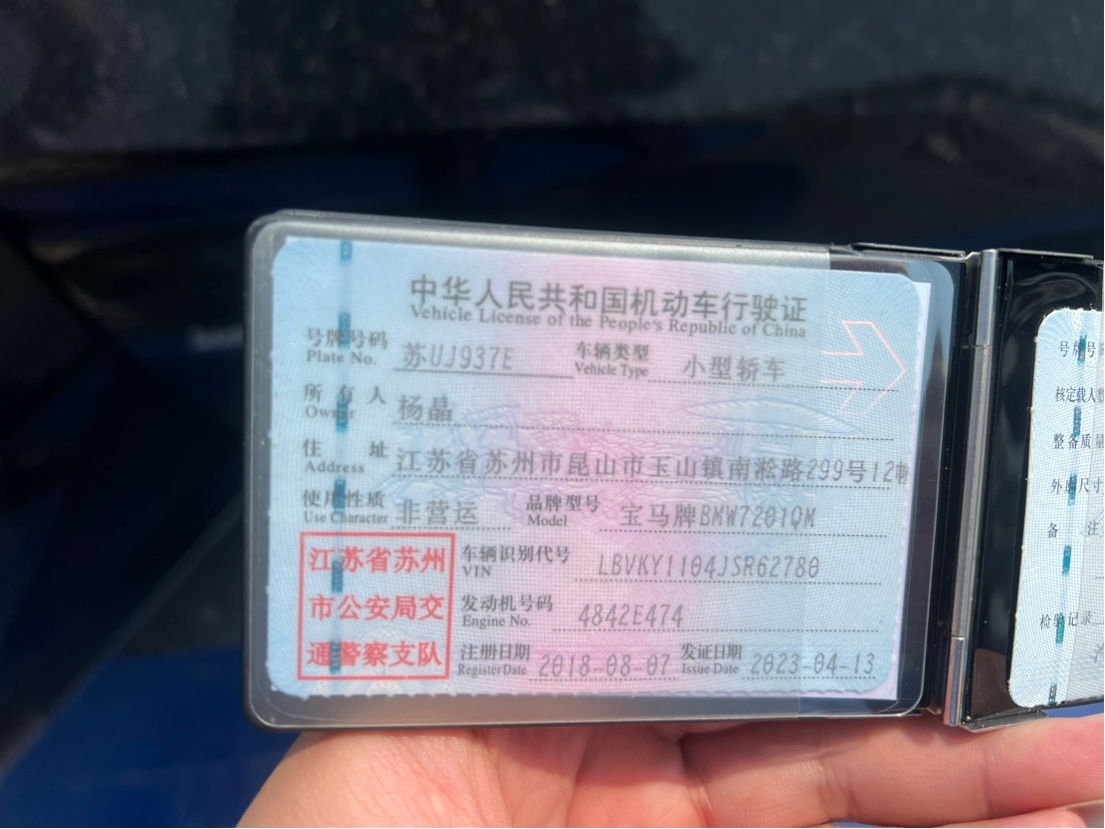 中华人民共和国机动车行驶证
Vehicle License of the People's Republic of China
号牌号码 苏UJ937E 车辆类型 小型轿车
Plate No. Vehicle Type
所有人 杨晶
Owner
住址 江苏省苏州市昆山市玉山镇南淞路299号12幢
Address
使用性质 非营运 品牌型号 宝马牌BMW7201QM
Use Character Model
江苏省苏州
市公安局交
通警察支队
车辆识别代号 LBVKY1104JSR62780
VIN
发动机号码 4842E474
Engine No.
注册日期 2018-08-07 发证日期 2023-04-13
Register Date Issue Date
号牌号码
核定载人数
整备质量
外廓尺寸
备注
检验记录